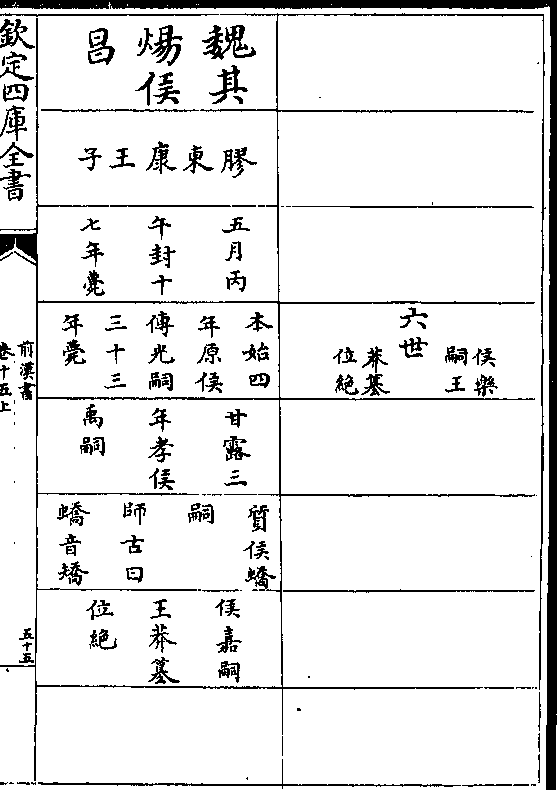 六世
侯樂
嗣王
莽篡
位絕
魏其
煬侯
昌
膠東康王子
五月丙
午封十
七年薨
本始四
年原侯
傅光嗣
三十三
年薨
甘露三
年孝侯
禹嗣
質侯蟜
嗣
師古曰
蟜音矯
侯嘉嗣
王莽篡
位絕
欽定四庫全書
前漢書
卷十五上
五十五